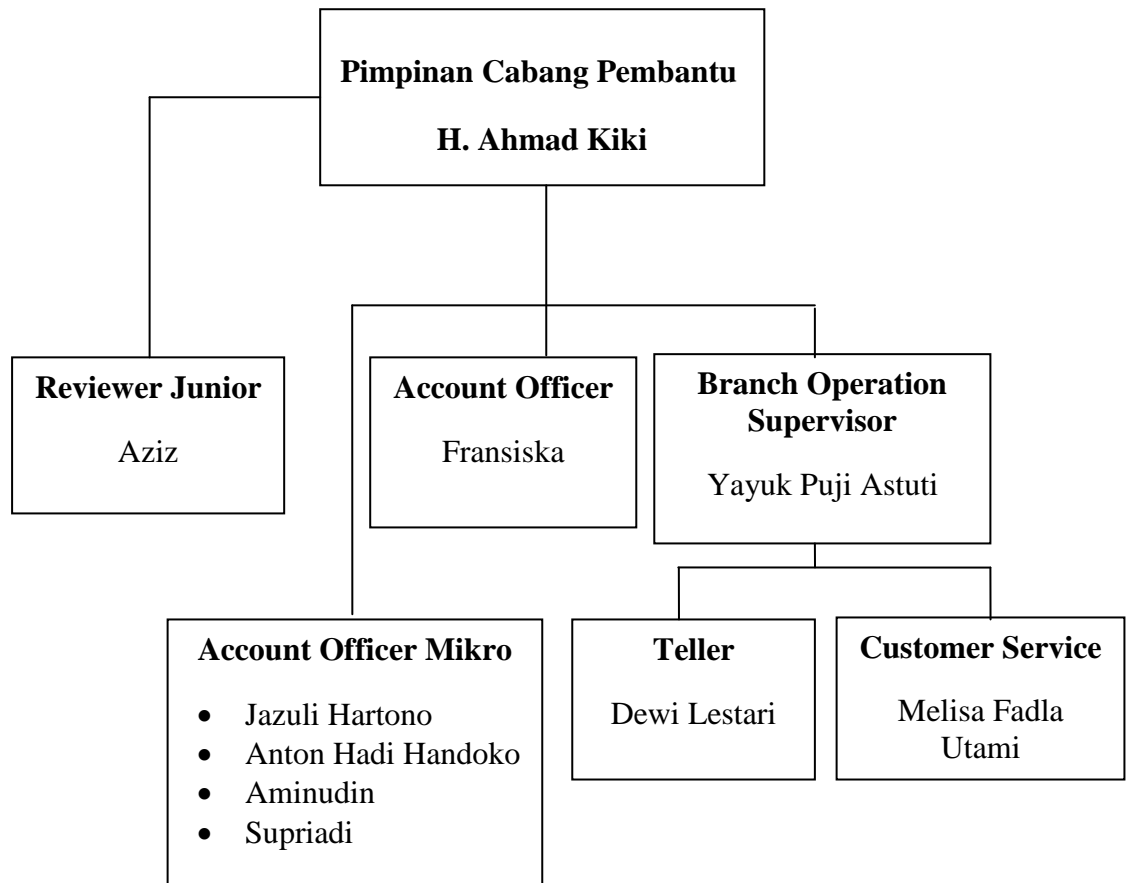 Pimpinan Cabang Pembantu
H. Ahmad Kiki
Reviewer Junior
Aziz
Account Officer
Fransiska
Branch Operation
Supervisor
Yayuk Puji Astuti
Account Officer Mikro
• Jazuli Hartono
• Anton Hadi Handoko
• Aminudin
• Supriadi
Teller
Dewi Lestari
Customer Service
Melisa Fadla
Utami